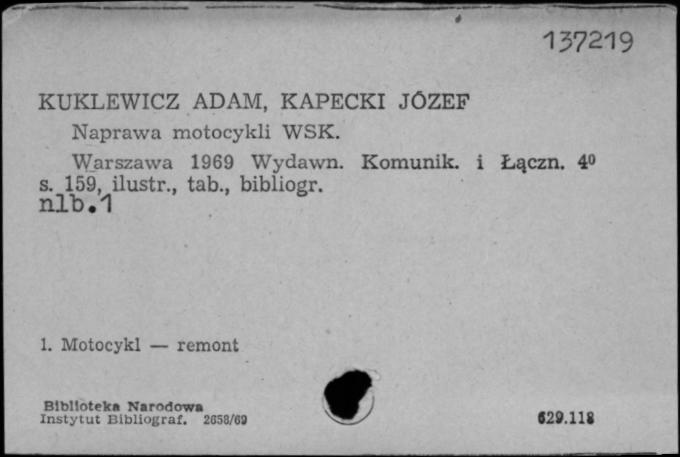 137219
KUKLEWICZ ADAM, KAPECKI JÓZEF
Naprawa motocykli WSK.
Warszawa 1969 Wydawn. Komunik. i Łączn. 4⁰
s. 159, ilustr., tab., bibliogr.
nlb.1
1. Motocykl — remont
Biblioteka Narodowa
Instytut Bibliograf. 2658/69
629.118